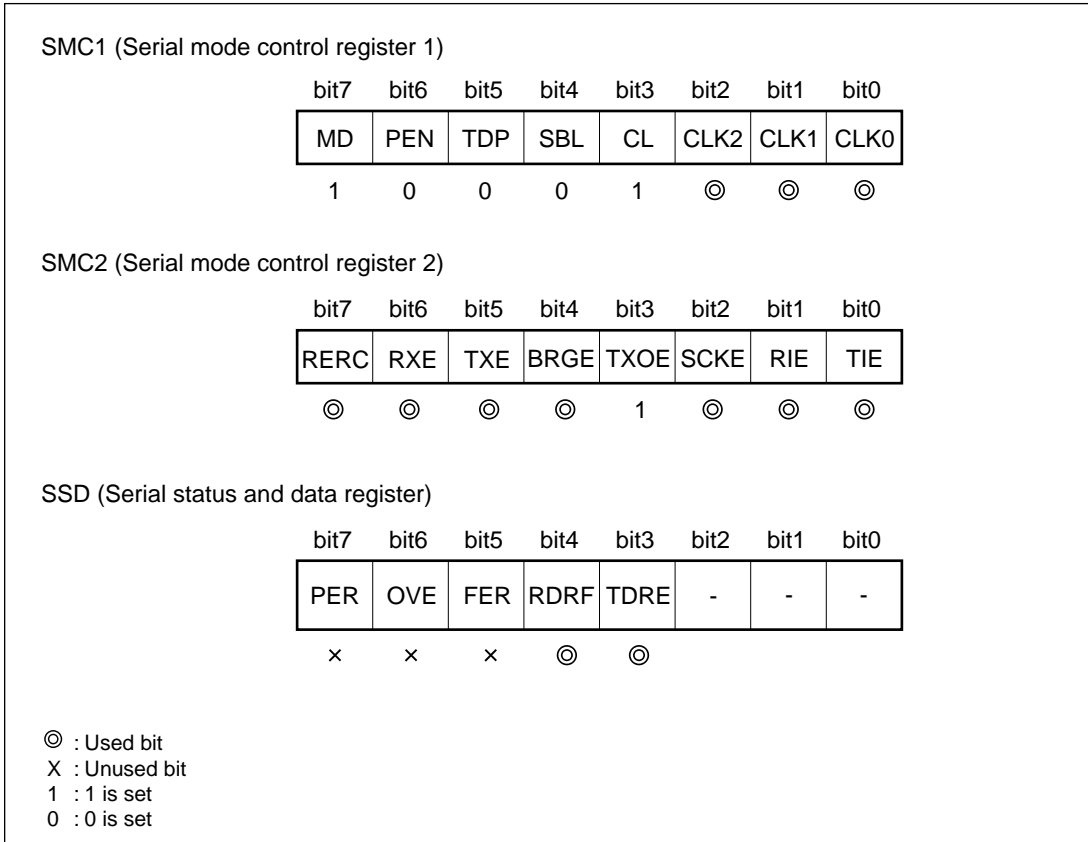 SMC1 (Serial mode control register 1)
bit7 bit6 bit5 bit4 bit3 bit2 bit1 bit0
MD PEN TDP SBL CL CLK2 CLK1 CLK0
1 0 0 0 1 ◎ ◎ ◎
SMC2 (Serial mode control register 2)
bit7 bit6 bit5 bit4 bit3 bit2 bit1 bit0
RERC RXE TXE BRGE TXOE SCKE RIE TIE
◎ ◎ ◎ ◎ 1 ◎ ◎ ◎
SSD (Serial status and data register)
bit7 bit6 bit5 bit4 bit3 bit2 bit1 bit0
PER OVE FER RDRF TDRE - - -
× × × ◎ ◎
◎ : Used bit
X : Unused bit
1 : 1 is set
0 : 0 is set